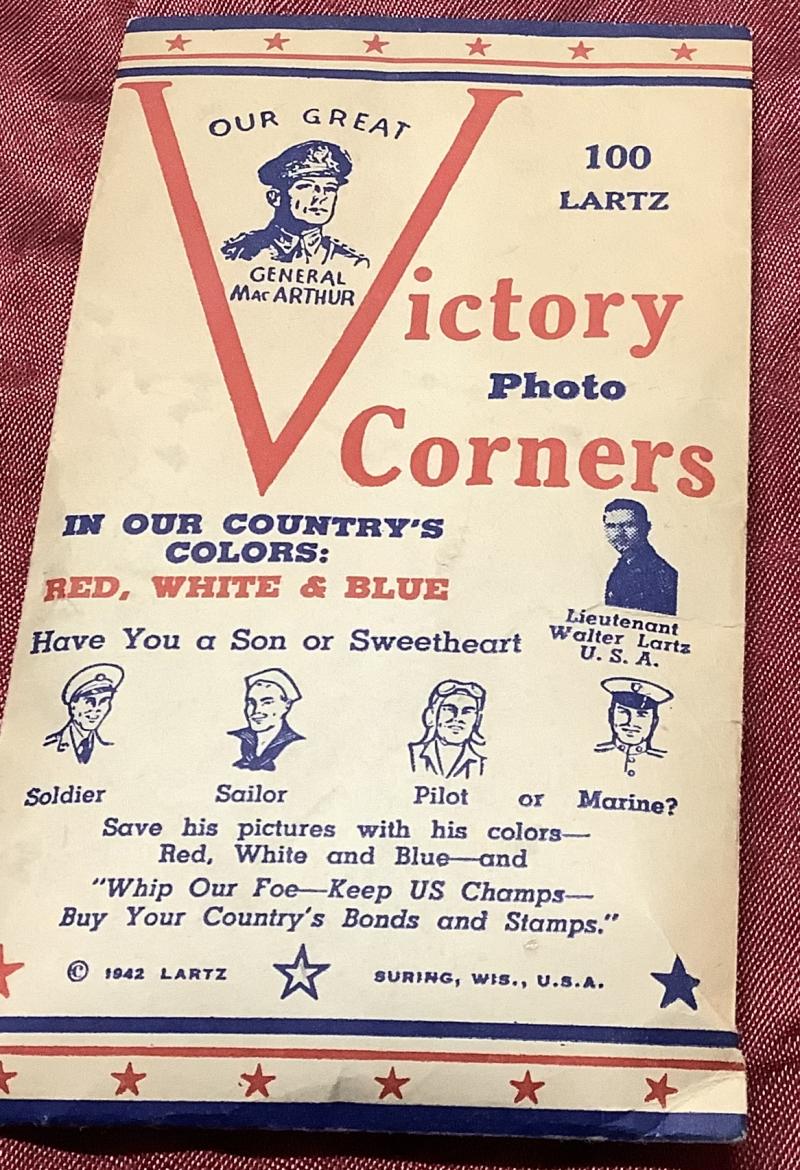 OUR GREAT
GENERAL
MacARTHUR
100
LARTZ
Victory
Photo
Corners
IN OUR COUNTRY'S
COLORS:
RED, WHITE & BLUE
Lieutenant
Walter Lartz
U. S. A.
Have You a Son or Sweetheart
Soldier Sailor Pilot or Marine?
Save his pictures with his colors—
Red, White and Blue—and
"Whip Our Foe—Keep US Champs—
Buy Your Country's Bonds and Stamps."
© 1942 LARTZ SURING, WIS., U.S.A.